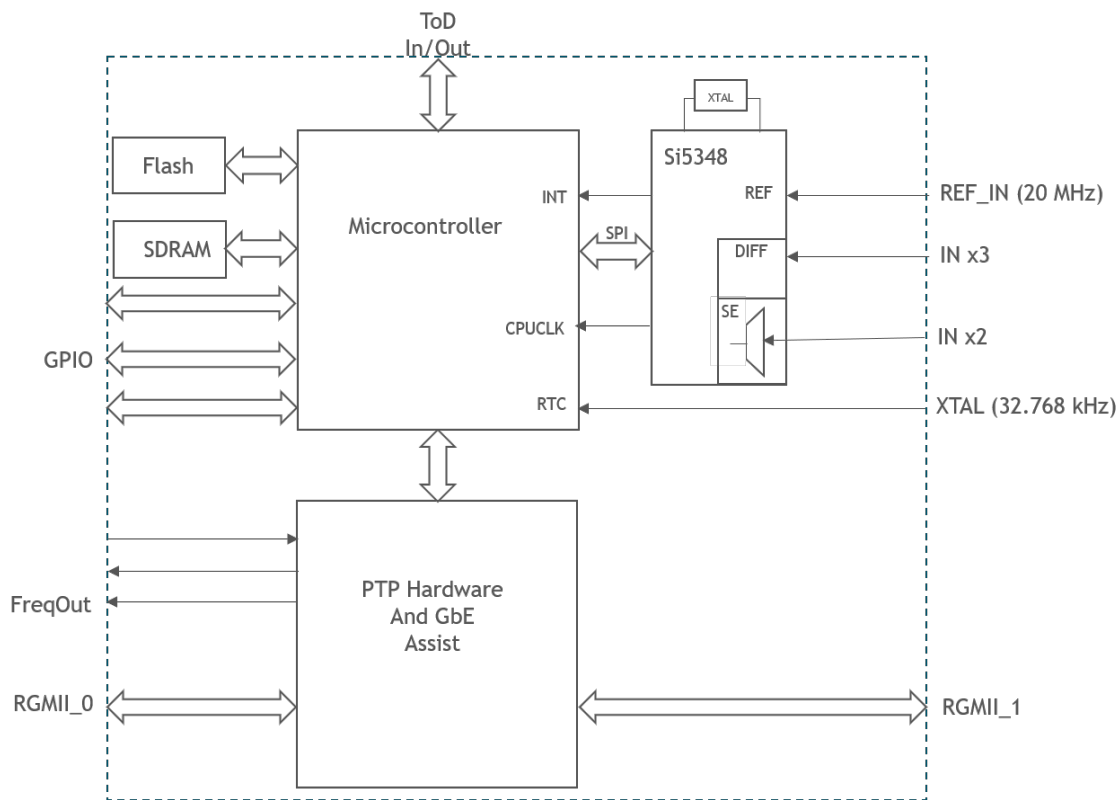 ToD
In/Out
XTAL
Flash
Si5348
INT
REF
REF_IN (20 MHz)
Microcontroller
SDRAM
SPI
DIFF
IN x3
SE
CPUCLK
IN x2
GPIO
RTC
XTAL (32.768 kHz)
PTP Hardware
And GbE
Assist
FreqOut
RGMII_0
RGMII_1